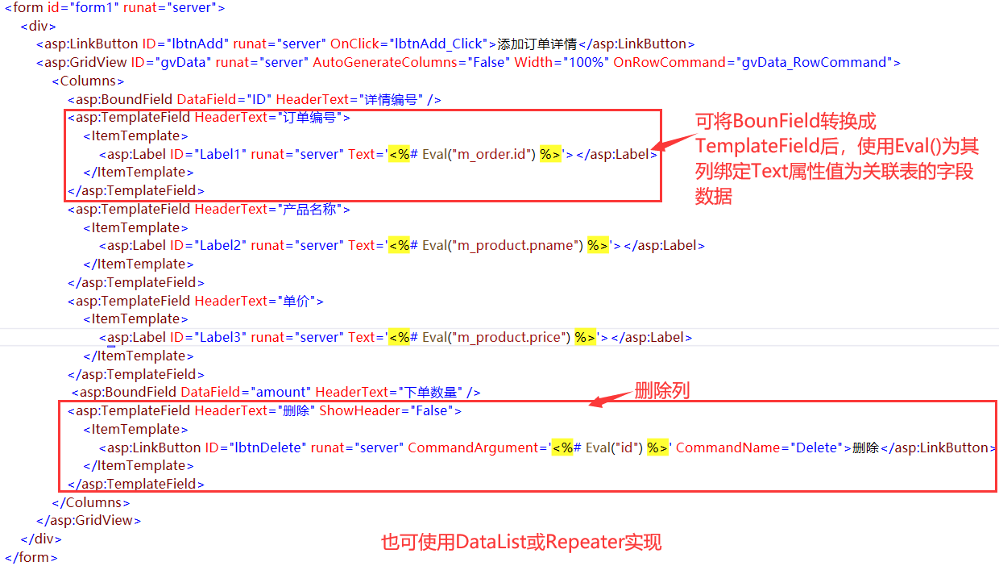 <form id="form1" runat="server">
<div>
<asp:LinkButton ID="lbtnAdd" runat="server" OnClick="lbtnAdd_Click">添加订单详情</asp:LinkButton>
<asp:GridView ID="gvData" runat="server" AutoGenerateColumns="False" Width="100%" OnRowCommand="gvData_RowCommand">
<Columns>
<asp:BoundField DataField="ID" HeaderText="详情编号" />
<asp:TemplateField HeaderText="订单编号">
<ItemTemplate>
<asp:Label ID="Label1" runat="server" Text='<%# Eval("m_order.id") %>'></asp:Label>
</ItemTemplate>
</asp:TemplateField>
可将BounField转换成
TemplateField后，使用Eval()为其
列绑定Text属性值为关联表的字段
数据
<asp:TemplateField HeaderText="产品名称">
<ItemTemplate>
<asp:Label ID="Label2" runat="server" Text='<%# Eval("m_product.pname") %>'></asp:Label>
</ItemTemplate>
</asp:TemplateField>
<asp:TemplateField HeaderText="单价">
<ItemTemplate>
<asp:Label ID="Label3" runat="server" Text='<%# Eval("m_product.price") %>'></asp:Label>
</ItemTemplate>
</asp:TemplateField>
<asp:BoundField DataField="amount" HeaderText="下单数量" />
删除列
<asp:TemplateField HeaderText="删除" ShowHeader="False">
<ItemTemplate>
<asp:LinkButton ID="lbtnDelete" runat="server" CommandArgument='<%# Eval("id") %>' CommandName="Delete">删除</asp:LinkButton>
</ItemTemplate>
</asp:TemplateField>
</Columns>
</asp:GridView>
</div>
</form>
也可使用DataList或Repeater实现